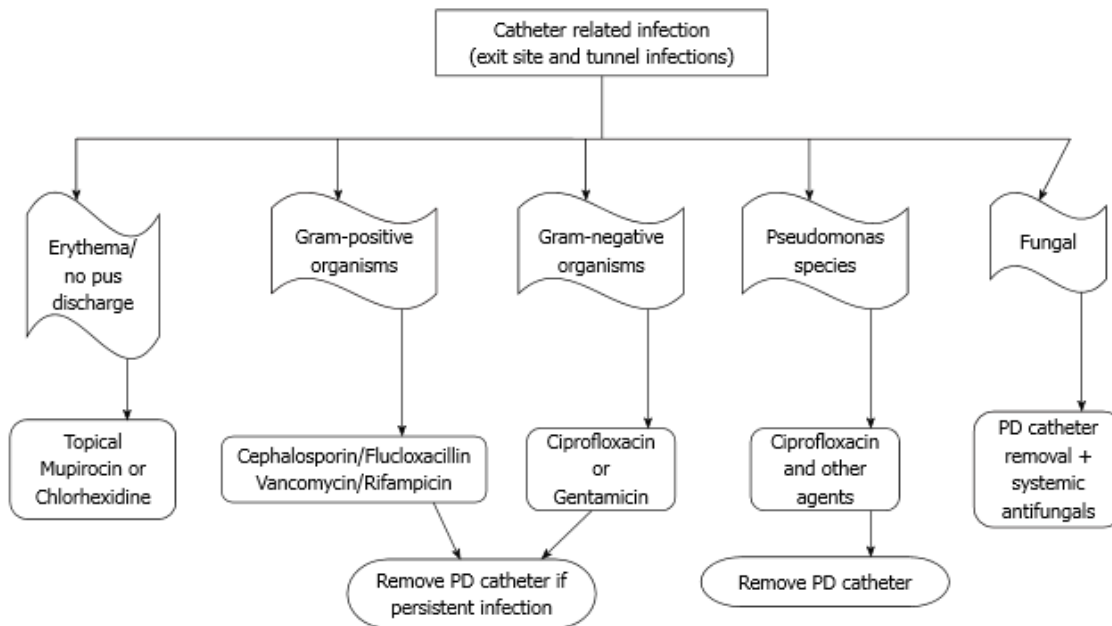 Catheter related infection
(exit site and tunnel infections)
Erythema/
no pus
discharge
Gram-positive
organisms
Gram-negative
organisms
Pseudomonas
species
Fungal
Topical
Mupirocin or
Chlorhexidine
Cephalosporin/Flucloxacillin
Vancomycin/Rifampicin
Ciprofloxacin
or
Gentamicin
Ciprofloxacin
and other
agents
PD catheter
removal +
systemic
antifungals
Remove PD catheter if
persistent infection
Remove PD catheter